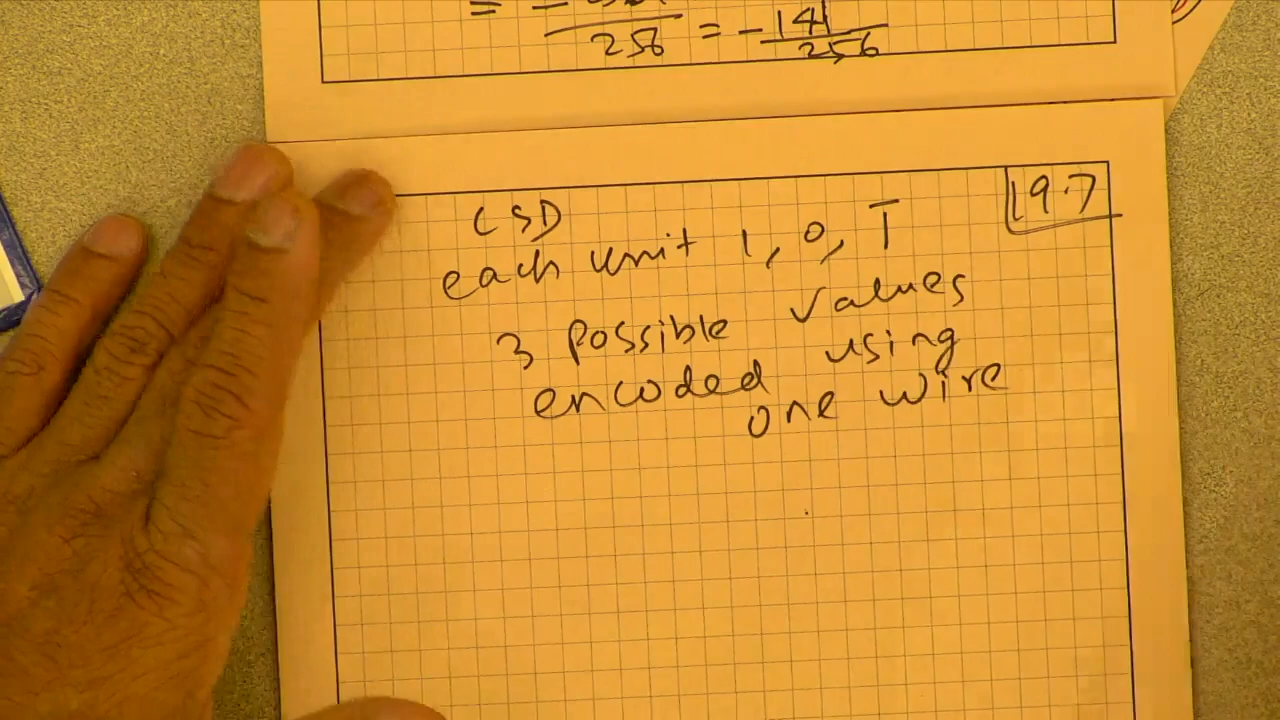 256 = -141/256
19.7
CSD
each unit 1, 0, 1̅
3 possible values
encoded using
one wire